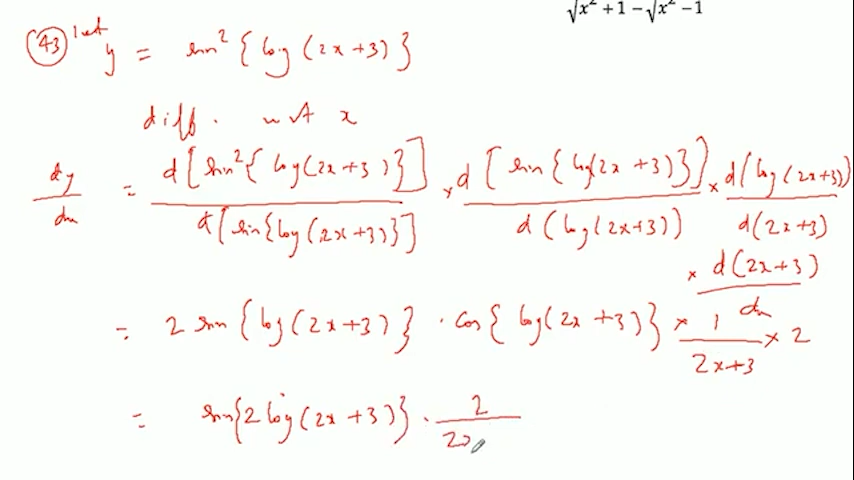 √x² + 1 − √x² − 1
(43) let y = sin² { log (2x + 3) }
diff. w.r.t x
dy/dx = d[sin²{log(2x+3)}]/d[sin{log(2x+3)}] × d[sin{log(2x+3)}]/d(log(2x+3)) × d(log(2x+3))/d(2x+3)
× d(2x+3)/dx
= 2 sin {log(2x+3)} · cos{log(2x+3)} × 1/2x+3 × 2
= sin{2 log(2x+3)} · 2/2x